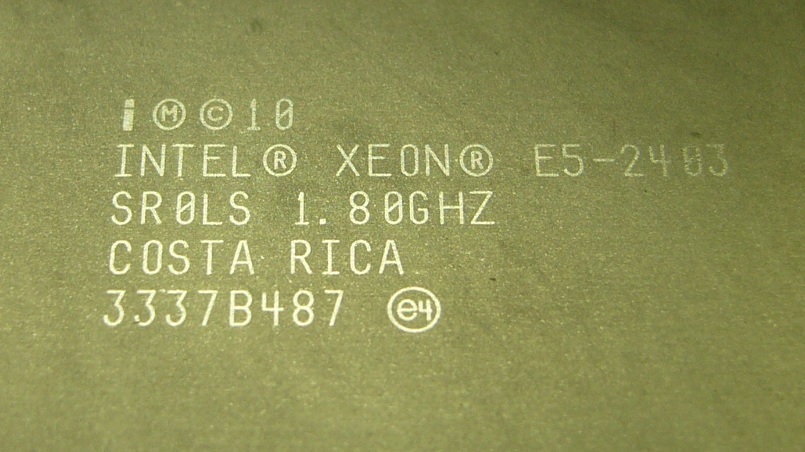 i Ⓜ © 10
INTEL® XEON® E5-2403
SR0LS 1.80GHZ
COSTA RICA
3337B487 e4